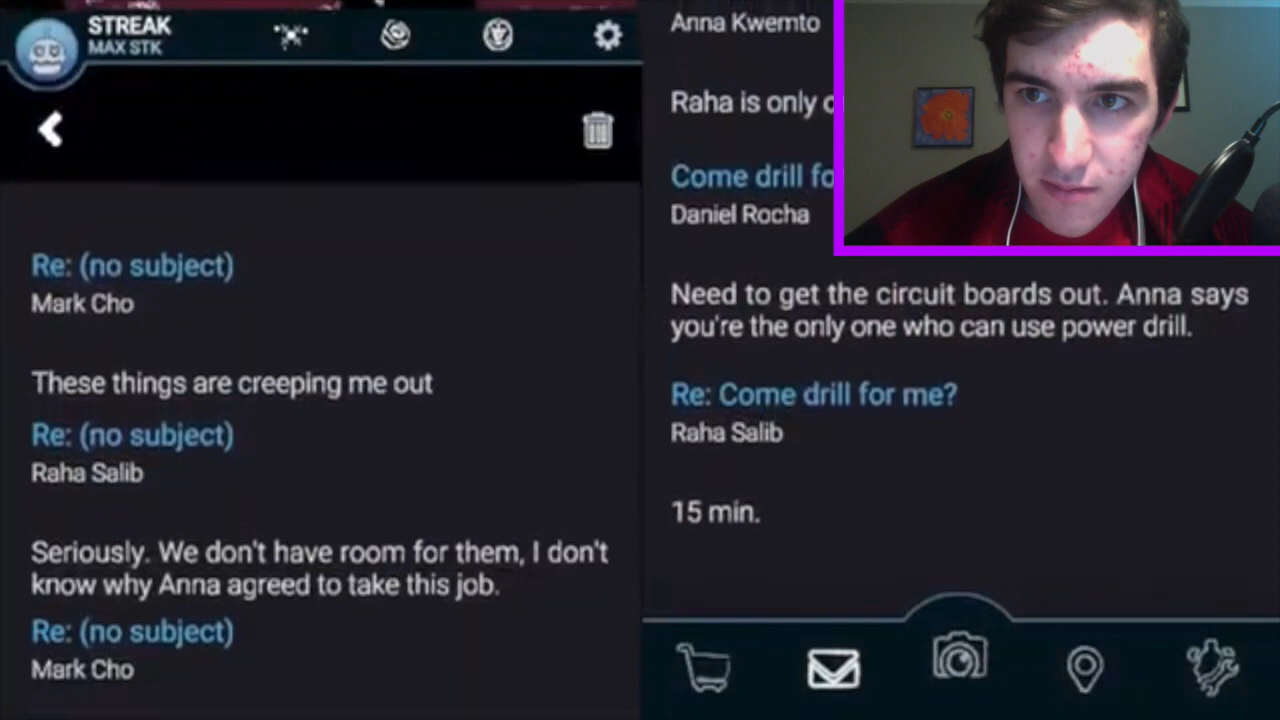 STREAK
MAX STK
Re: (no subject)
Mark Cho
These things are creeping me out
Re: (no subject)
Raha Salib
Seriously. We don't have room for them, I don't
know why Anna agreed to take this job.
Re: (no subject)
Mark Cho
Anna Kwemto
Raha is only
Come drill
Daniel Rocha
Need to get the circuit boards out. Anna says
you're the only one who can use power drill.
Re: Come drill for me?
Raha Salib
15 min.